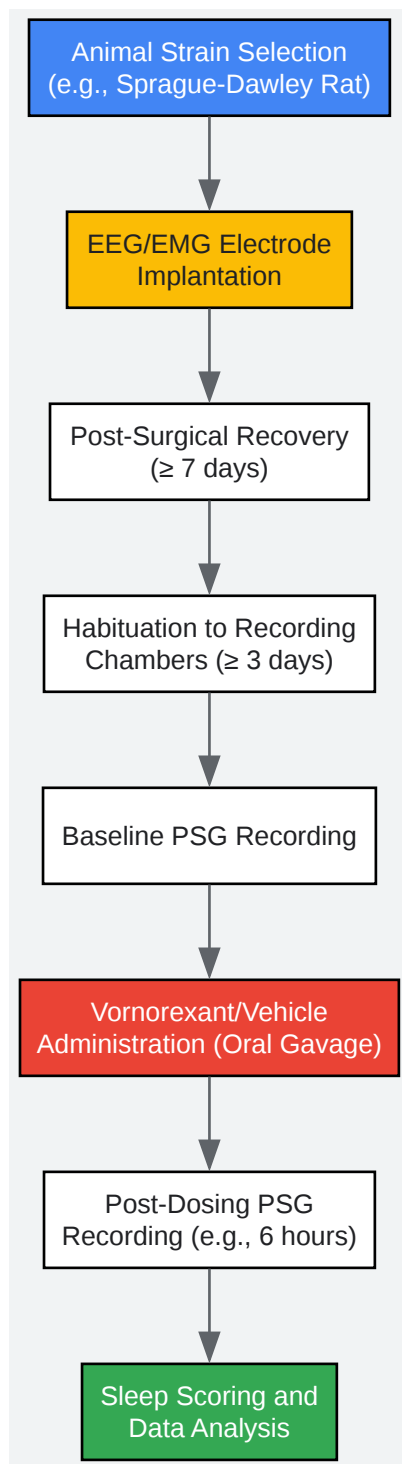 Animal Strain Selection
(e.g., Sprague-Dawley Rat)
EEG/EMG Electrode
Implantation
Post-Surgical Recovery
(≥ 7 days)
Habituation to Recording
Chambers (≥ 3 days)
Baseline PSG Recording
Vornorexant/Vehicle
Administration (Oral Gavage)
Post-Dosing PSG
Recording (e.g., 6 hours)
Sleep Scoring and
Data Analysis